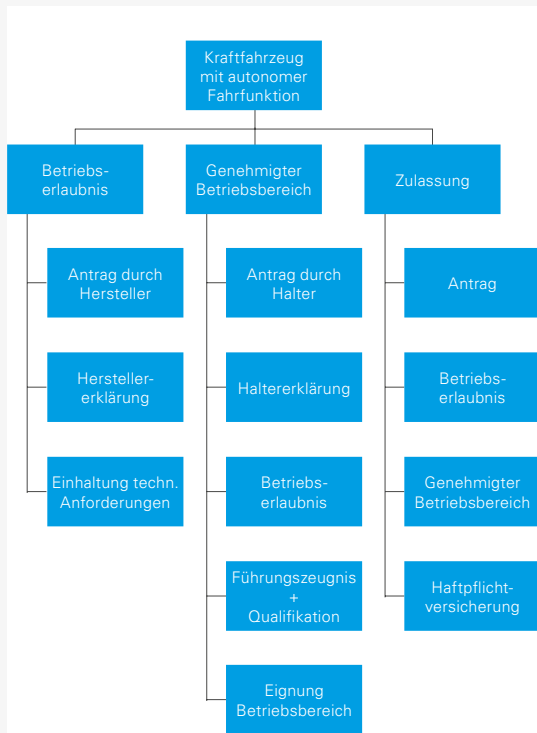 Kraftfahrzeug
mit autonomer
Fahrfunktion
Betriebs-
erlaubnis
Genehmigter
Betriebsbereich
Zulassung
Antrag durch
Hersteller
Antrag durch
Halter
Antrag
Hersteller-
erklärung
Haltererklärung
Betriebs-
erlaubnis
Einhaltung techn.
Anforderungen
Betriebs-
erlaubnis
Genehmigter
Betriebsbereich
Führungszeugnis
+
Qualifikation
Haftpflicht-
versicherung
Eignung
Betriebsbereich